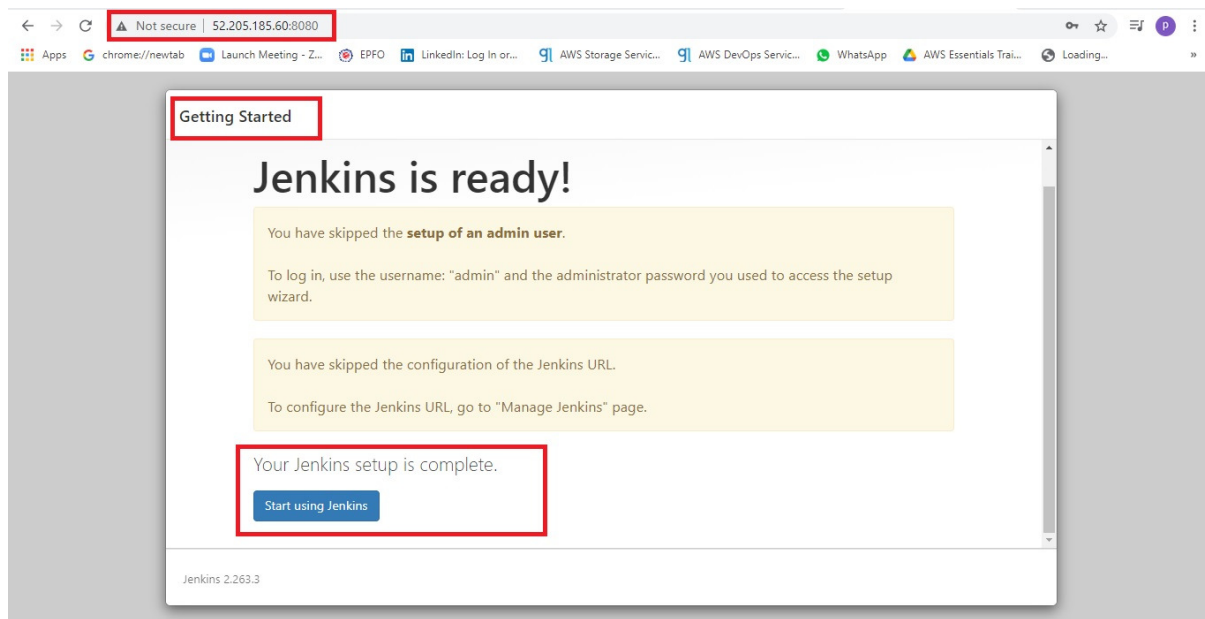 Not secure | 52.205.185.60:8080
Apps chrome://newtab Launch Meeting - Z... EPFO LinkedIn: Log In or... AWS Storage Servic... AWS DevOps Servic... WhatsApp AWS Essentials Trai... Loading... »
P
Getting Started
Jenkins is ready!
You have skipped the setup of an admin user.
To log in, use the username: "admin" and the administrator password you used to access the setup
wizard.
You have skipped the configuration of the Jenkins URL.
To configure the Jenkins URL, go to "Manage Jenkins" page.
Your Jenkins setup is complete.
Start using Jenkins
Jenkins 2.263.3